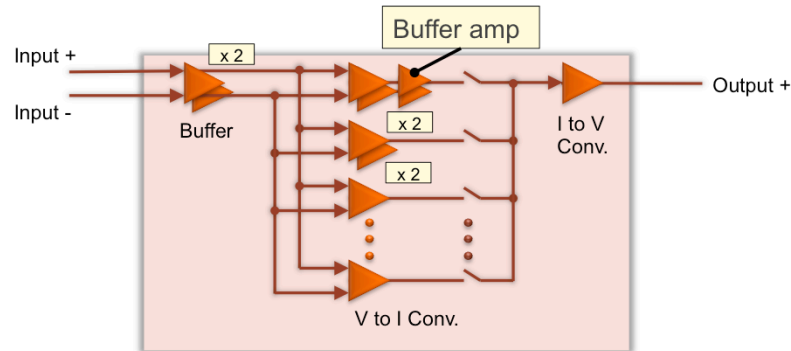 Buffer amp
x 2
Input +
Input -
Buffer
x 2
x 2
I to V
Conv.
Output +
V to I Conv.